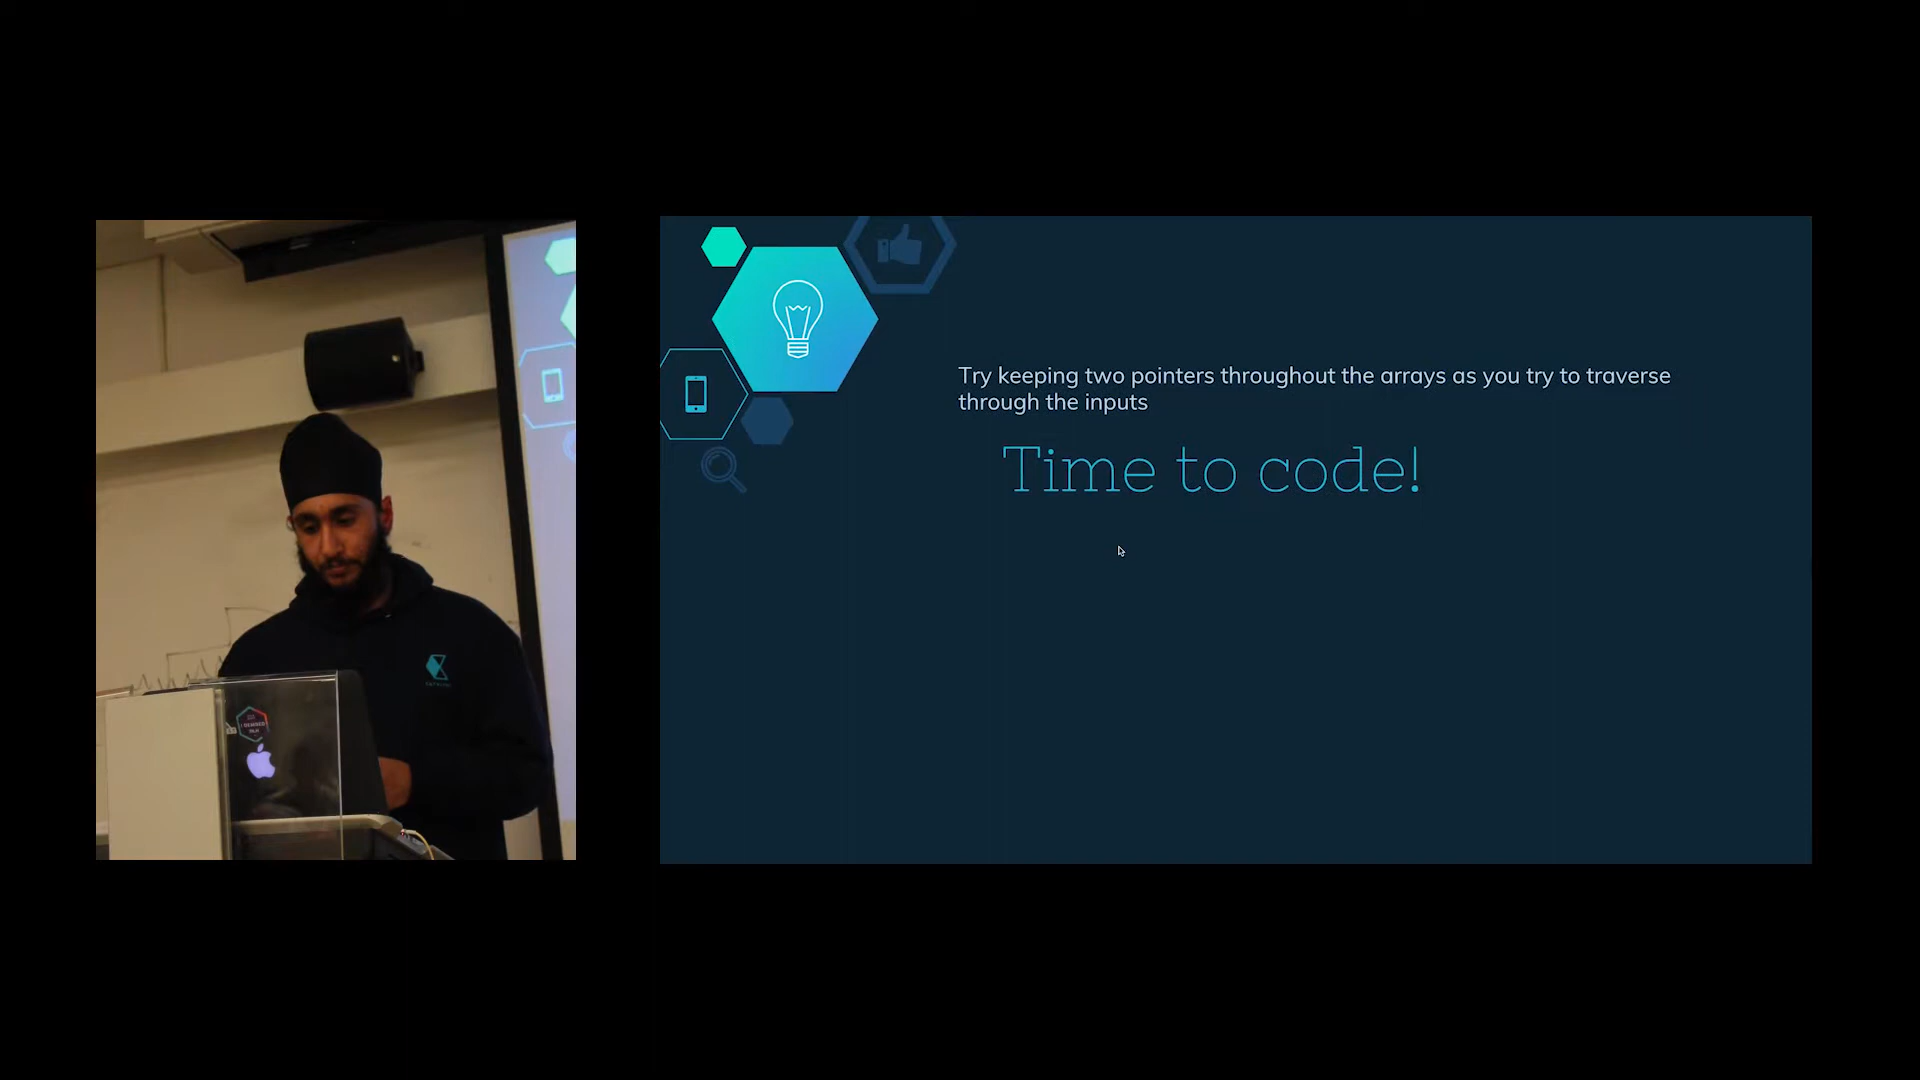 Try keeping two pointers throughout the arrays as you try to traverse
through the inputs
Time to code!